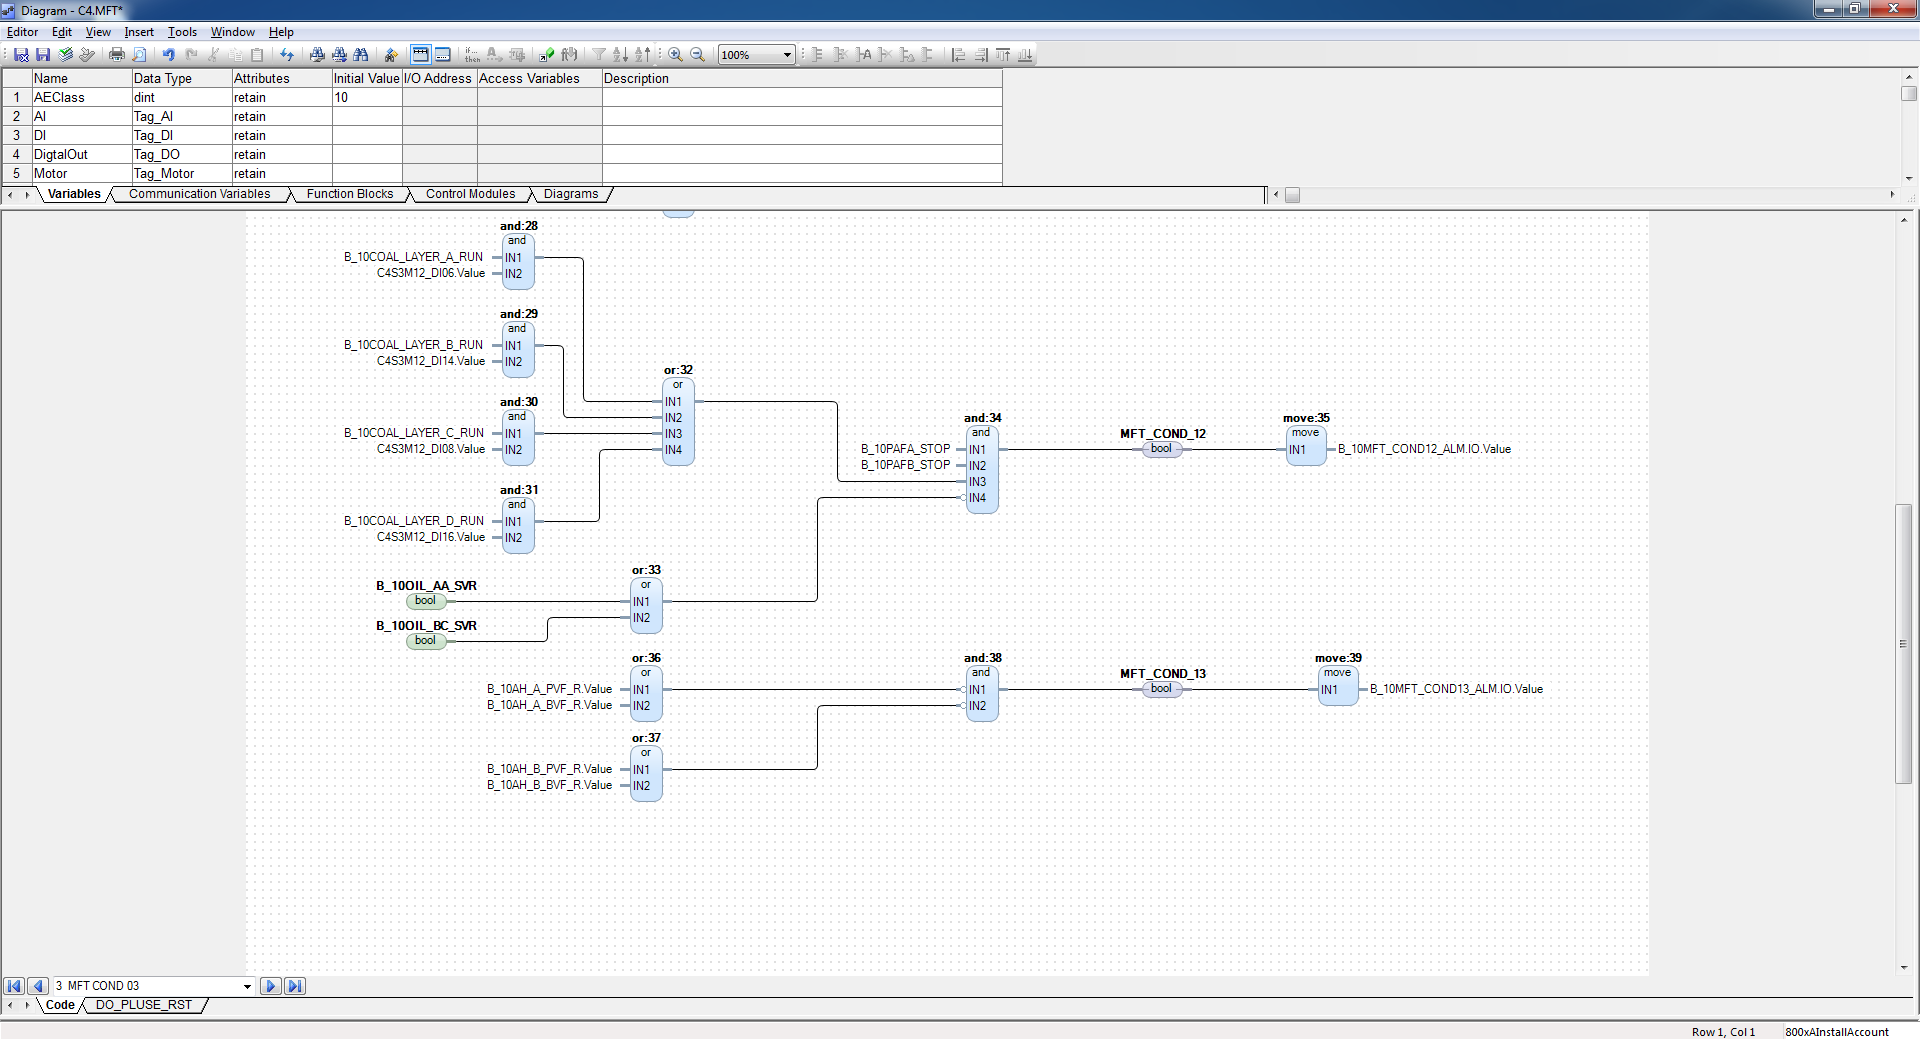 Diagram - C4.MFT*
Editor Edit View Insert Tools Window Help
100%
Name Data Type Attributes Initial Value I/O Address Access Variables Description
1 AEClass dint retain 10
2 AI Tag_AI retain
3 DI Tag_DI retain
4 DigtalOut Tag_DO retain
5 Motor Tag_Motor retain
Variables Communication Variables Function Blocks Control Modules Diagrams
and:28
and
B_10COAL_LAYER_A_RUN IN1
C4S3M12_DI06.Value IN2
and:29
and
B_10COAL_LAYER_B_RUN IN1
C4S3M12_DI14.Value IN2
or:32
or
IN1
IN2
IN3
IN4
and:30
and
B_10COAL_LAYER_C_RUN IN1
C4S3M12_DI08.Value IN2
and:34
and
B_10PAFA_STOP IN1
B_10PAFB_STOP IN2
IN3
IN4
MFT_COND_12
bool
move:35
move
IN1 B_10MFT_COND12_ALM.IO.Value
and:31
and
B_10COAL_LAYER_D_RUN IN1
C4S3M12_DI16.Value IN2
B_10OIL_AA_SVR
bool
B_10OIL_BC_SVR
bool
or:33
or
IN1
IN2
or:36
or
B_10AH_A_PVF_R.Value IN1
B_10AH_A_BVF_R.Value IN2
and:38
and
IN1
IN2
MFT_COND_13
bool
move:39
move
IN1 B_10MFT_COND13_ALM.IO.Value
or:37
or
B_10AH_B_PVF_R.Value IN1
B_10AH_B_BVF_R.Value IN2
3 MFT COND 03
Code DO_PLUSE_RST
Row 1, Col 1 800xAInstallAccount